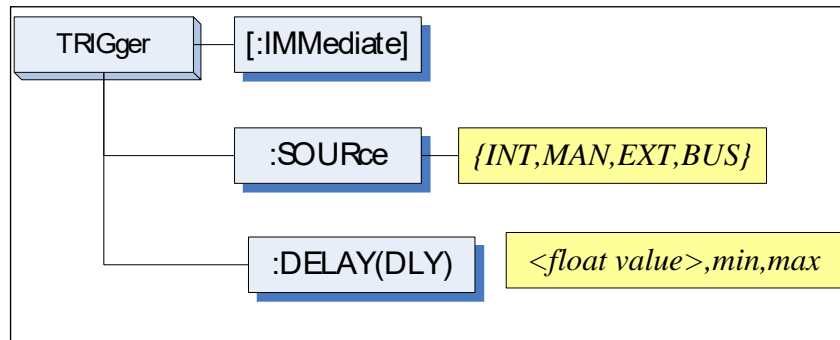 TRIGger
[:IMMediate]
:SOURce
{INT,MAN,EXT,BUS}
:DELAY(DLY)
<float value>,min,max